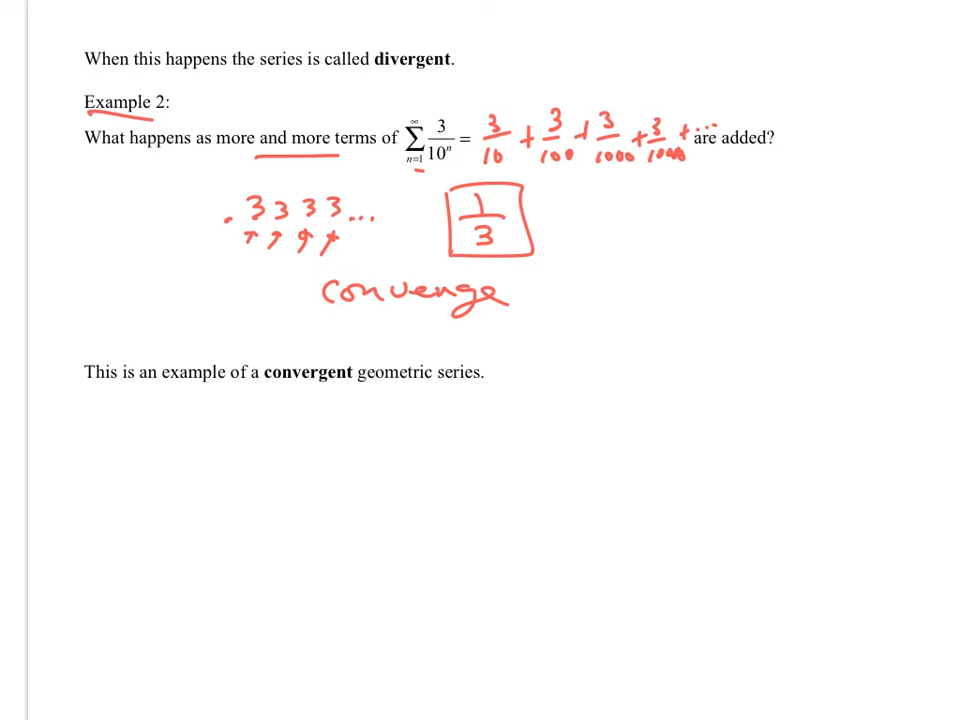 When this happens the series is called divergent.
Example 2:
What happens as more and more terms of ∑_{n=1}^{∞} 3/10ⁿ = 3/10 + 3/100 + 3/1000 + 3/10000 + ... are added?
.3333...
1/3
Converge
This is an example of a convergent geometric series.